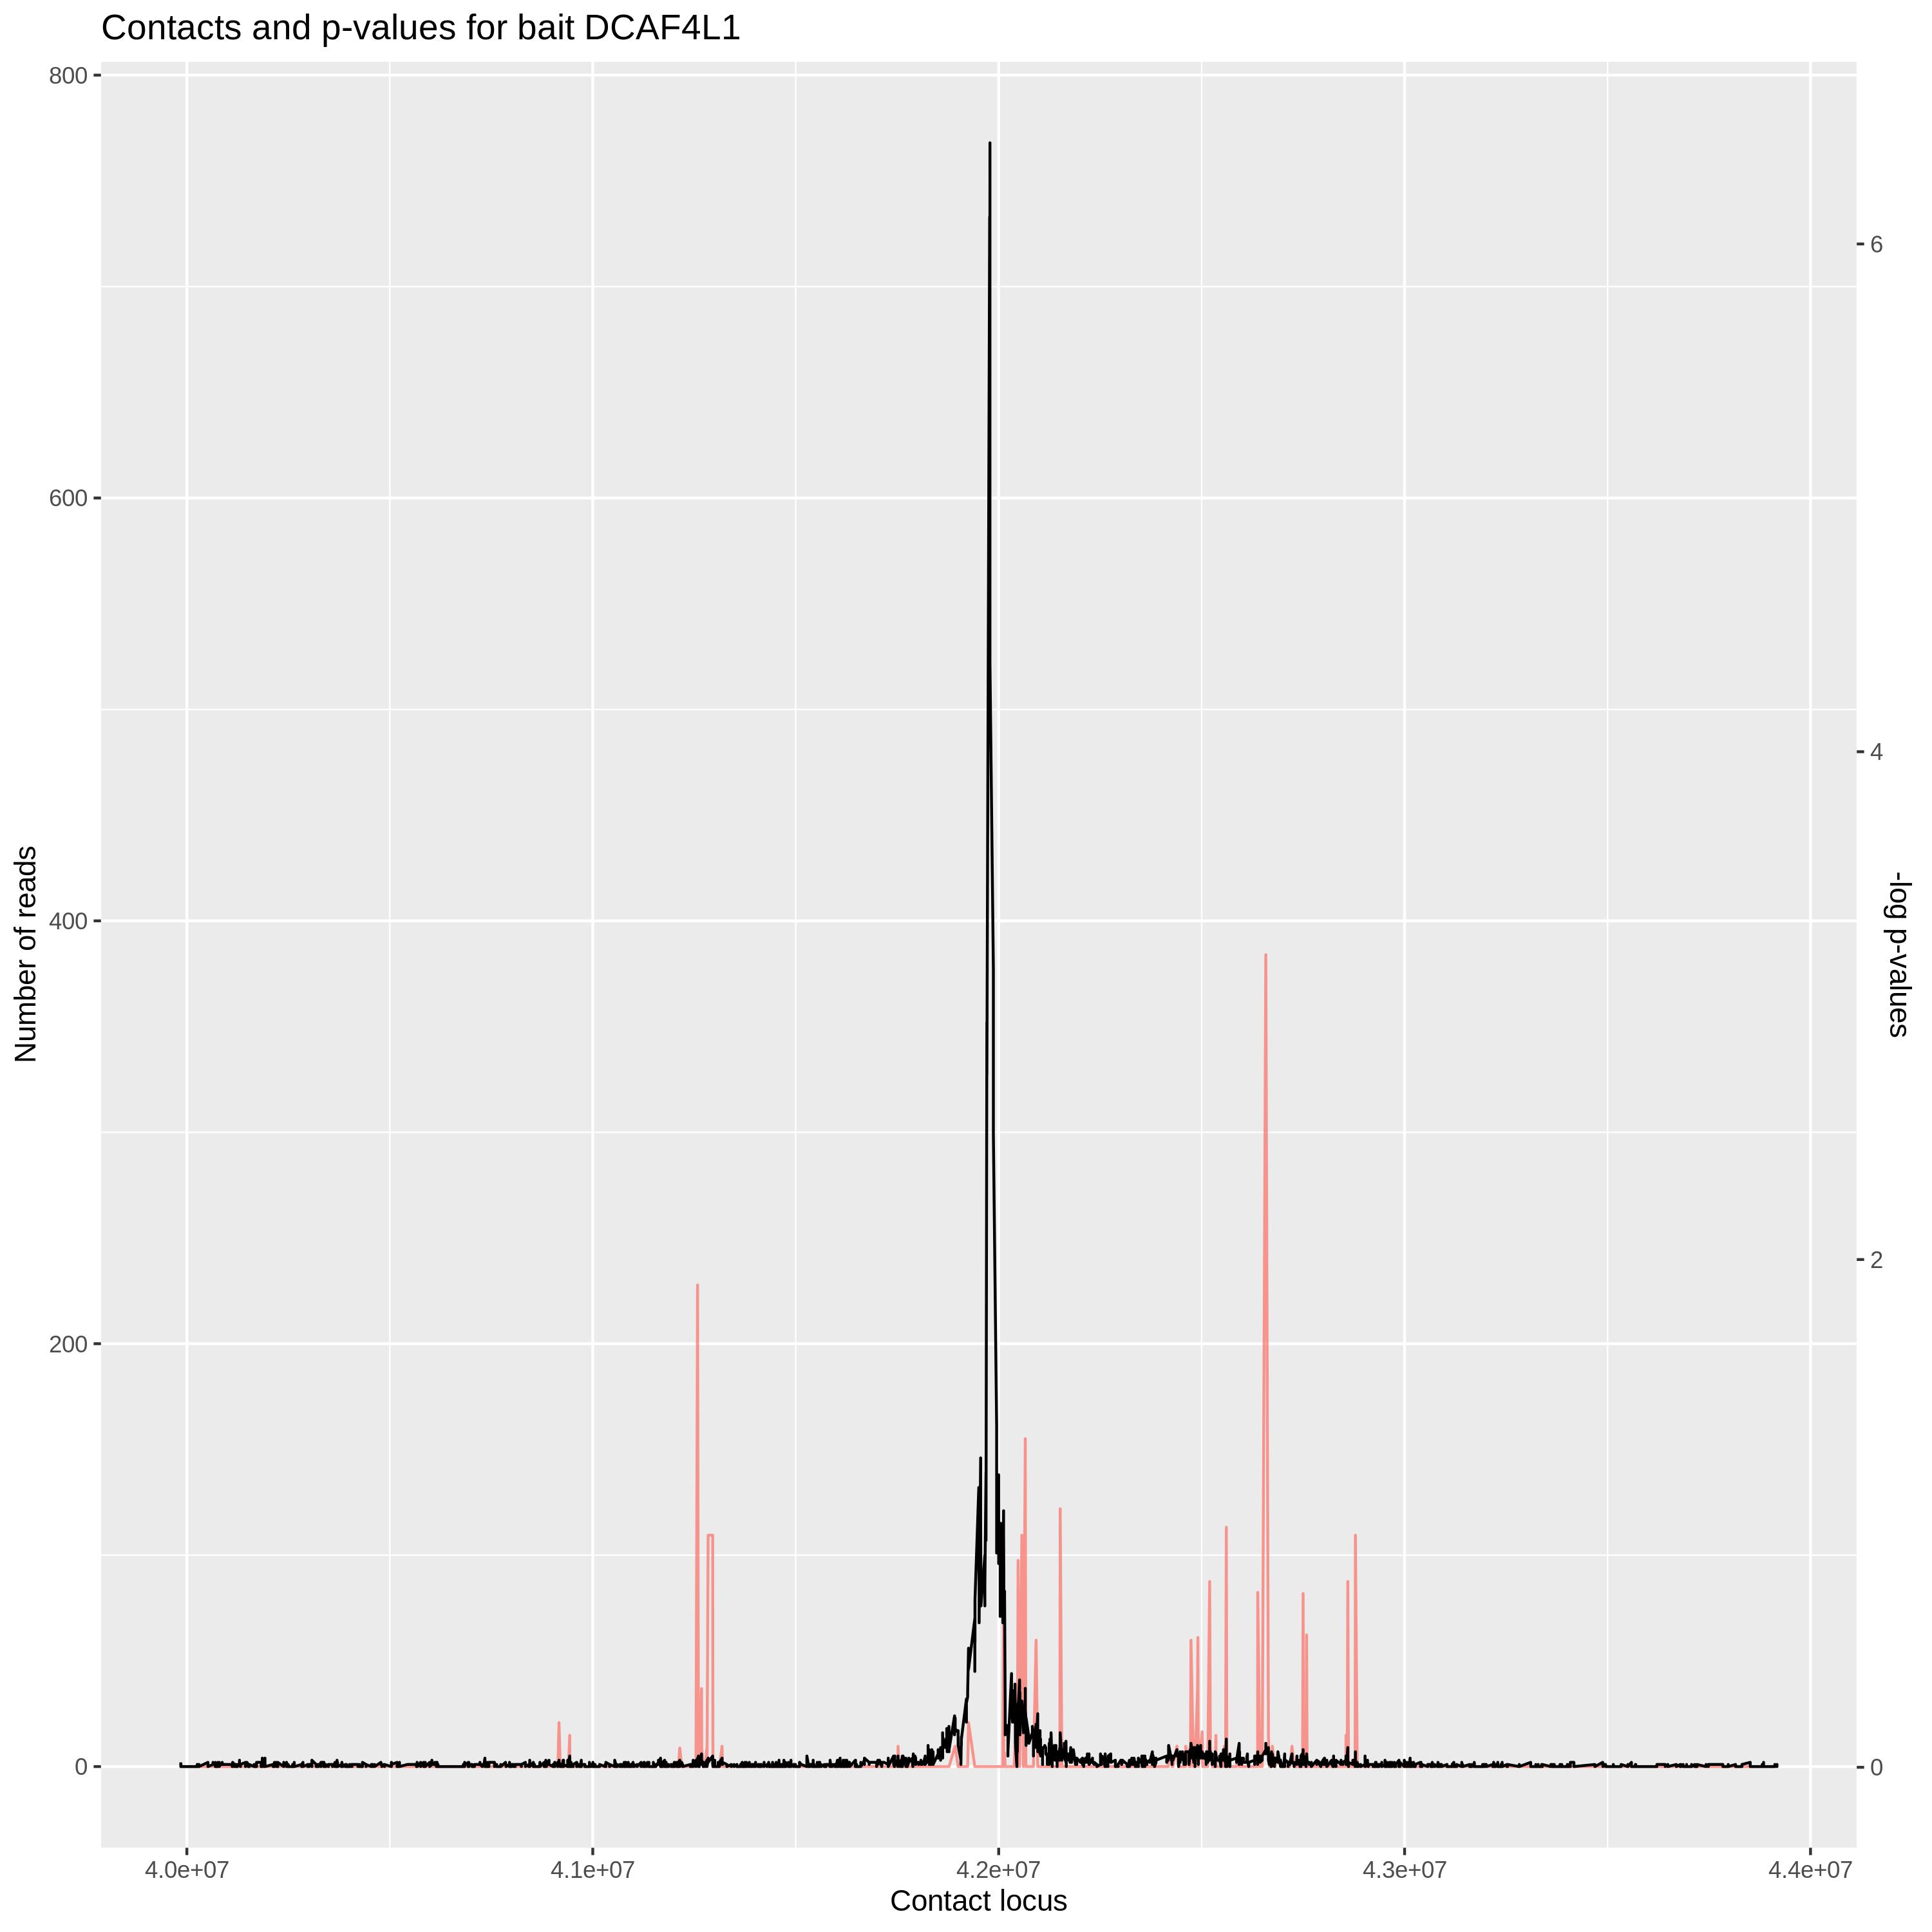 Contacts and p-values for bait DCAF4L1
800
600
400
200
0
Number of reads
6
4
2
0
-log p-values
4.0e+07 4.1e+07 4.2e+07 4.3e+07 4.4e+07
Contact locus